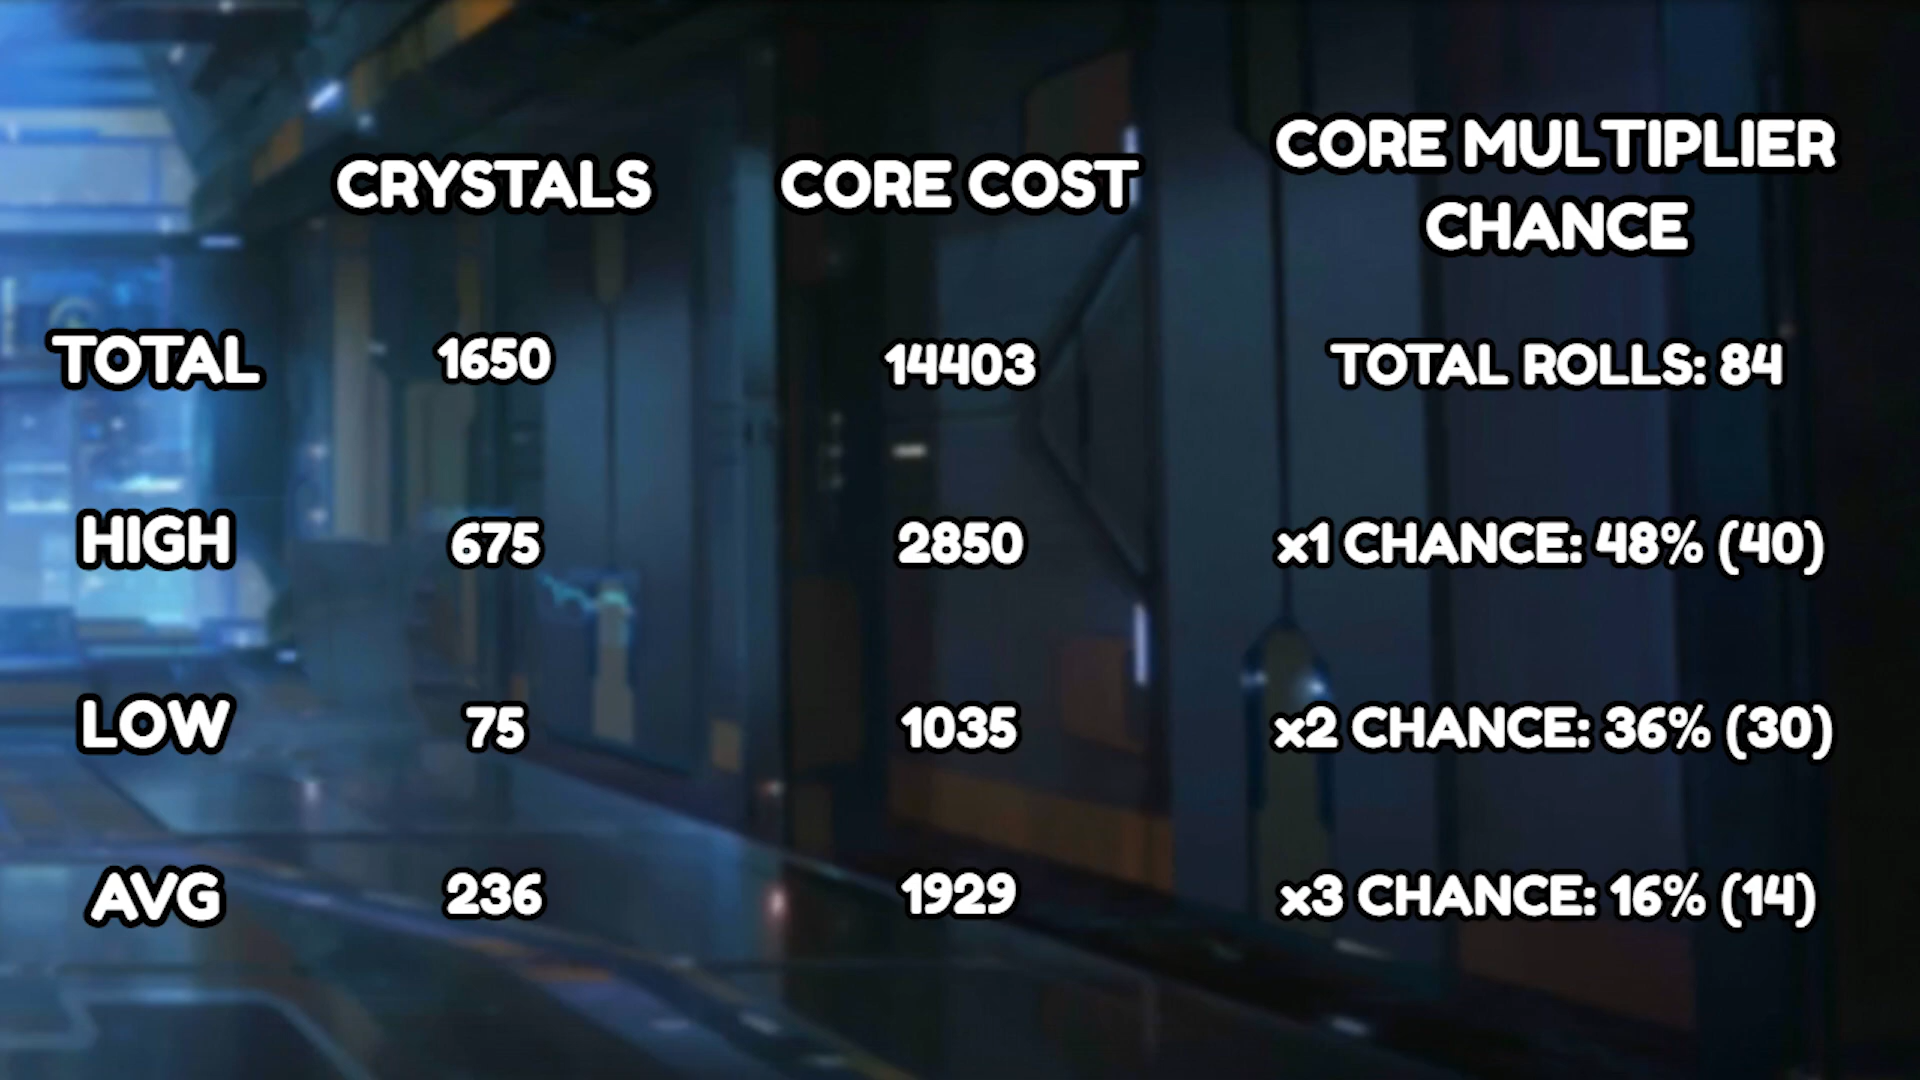 CRYSTALS
CORE COST
CORE MULTIPLIER
CHANCE
TOTAL
1650
14403
TOTAL ROLLS: 84
HIGH
675
2850
x1 CHANCE: 48% (40)
LOW
75
1035
x2 CHANCE: 36% (30)
AVG
236
1929
x3 CHANCE: 16% (14)